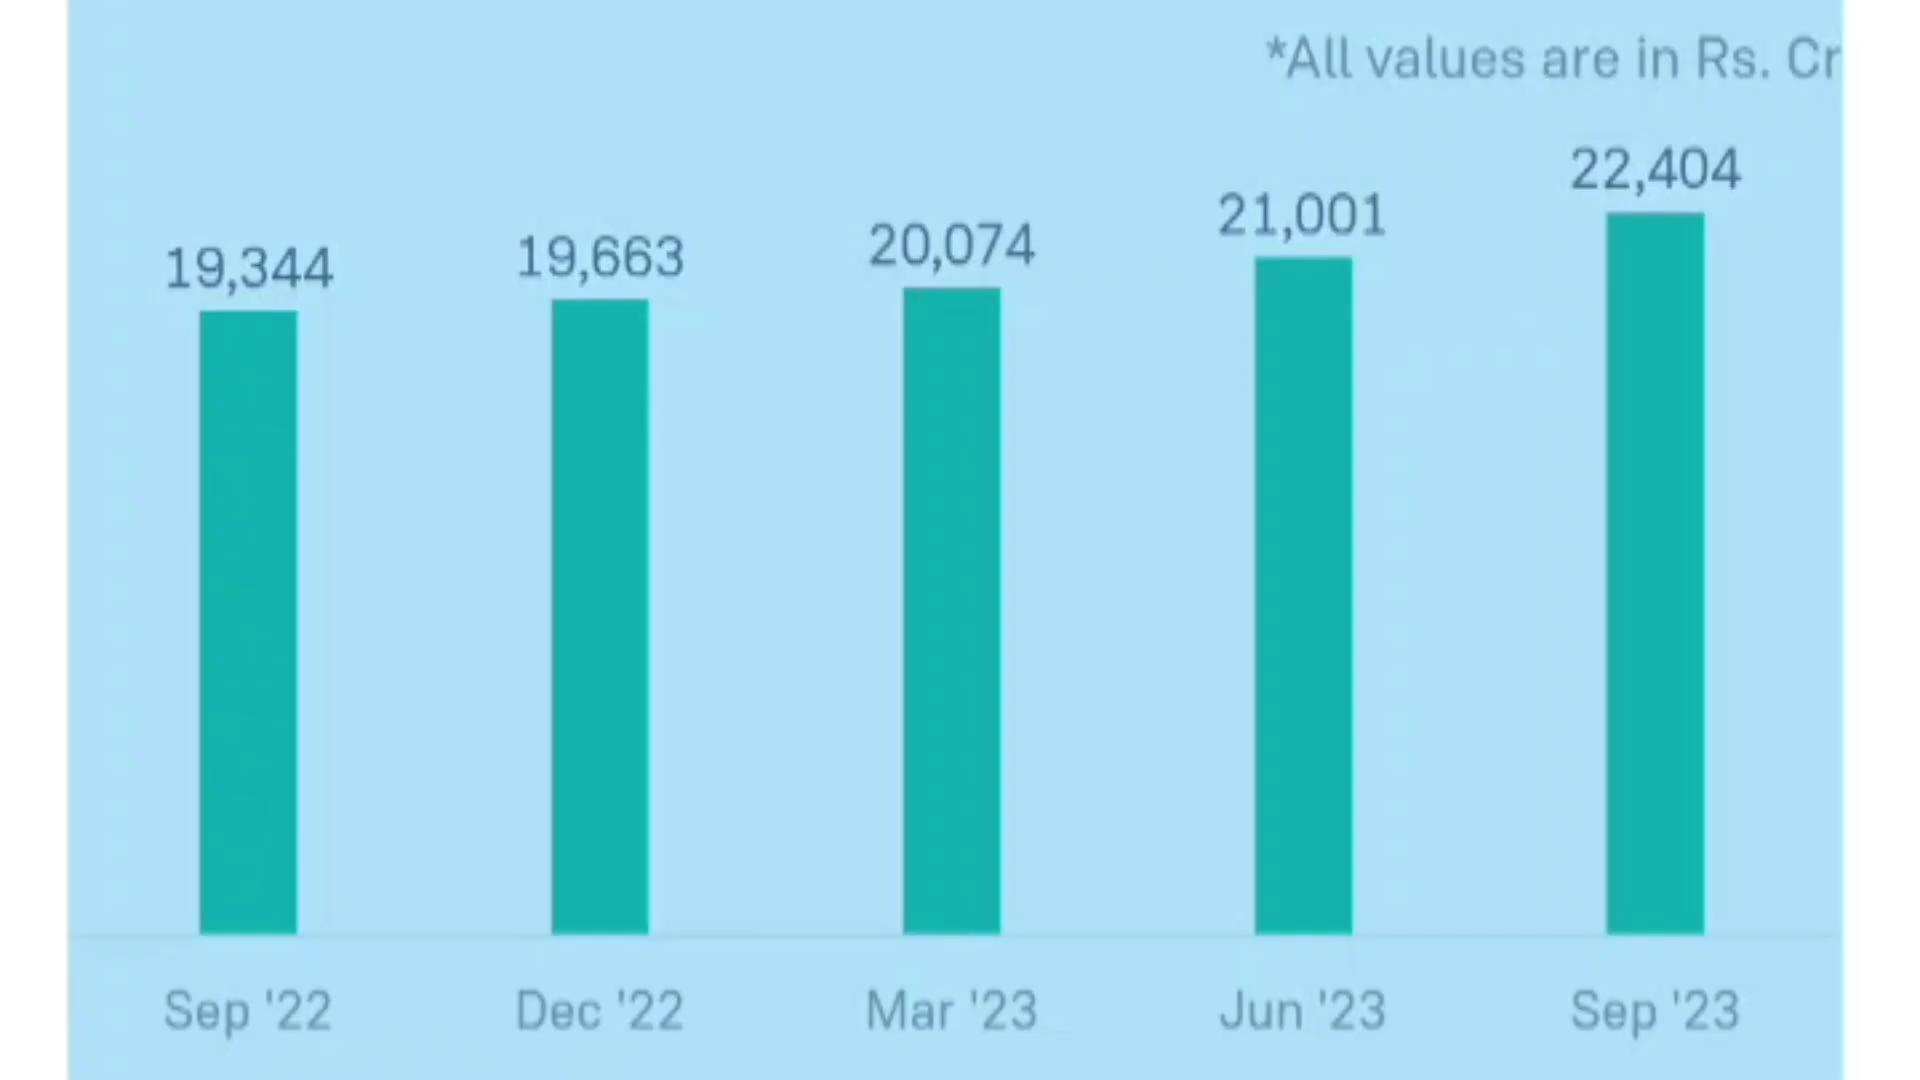 *All values are in Rs. Cr
19,344
19,663
20,074
21,001
22,404
Sep '22
Dec '22
Mar '23
Jun '23
Sep '23